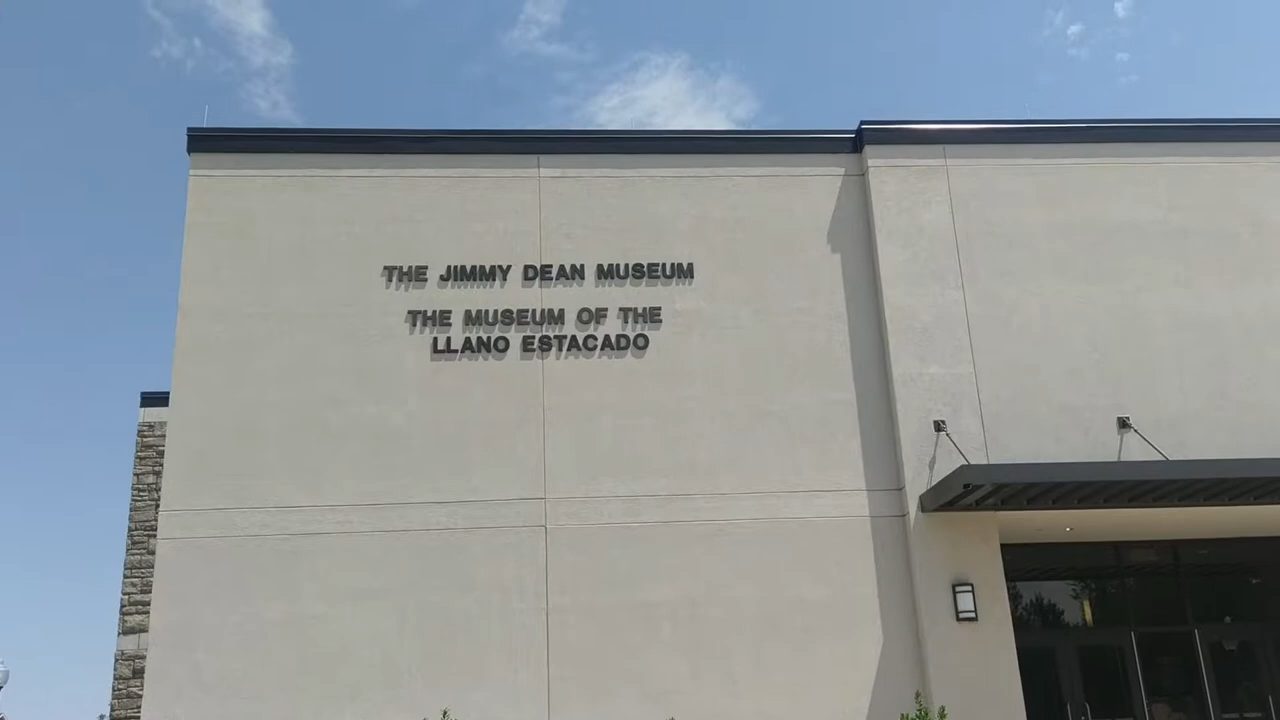 THE JIMMY DEAN MUSEUM
THE MUSEUM OF THE
LLANO ESTACADO